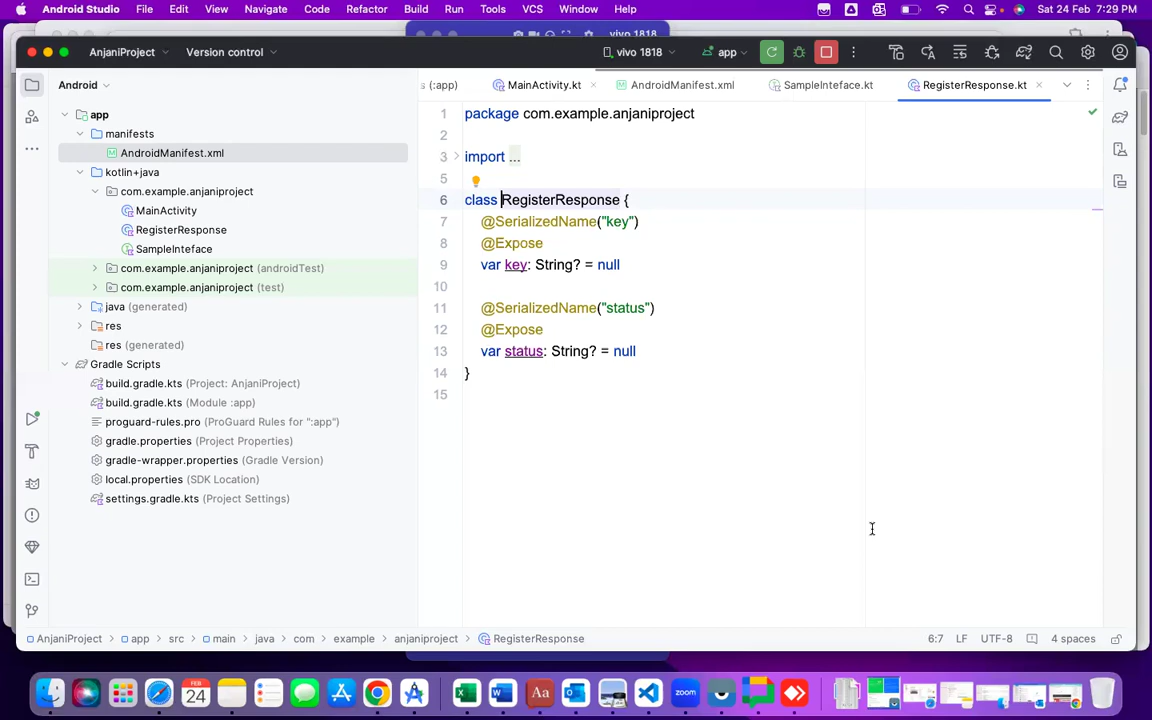 Android Studio File Edit View Navigate Code Refactor Build Run Tools VCS Window Help Sat 24 Feb 7:29 PM
vivo 1818
AnjaniProject Version control vivo 1818 app
Android
s (:app) MainActivity.kt AndroidManifest.xml SampleInteface.kt RegisterResponse.kt
app
manifests
AndroidManifest.xml
kotlin+java
com.example.anjaniproject
MainActivity
RegisterResponse
SampleInteface
com.example.anjaniproject (androidTest)
com.example.anjaniproject (test)
java (generated)
res
res (generated)
Gradle Scripts
build.gradle.kts (Project: AnjaniProject)
build.gradle.kts (Module :app)
proguard-rules.pro (ProGuard Rules for ":app")
gradle.properties (Project Properties)
gradle-wrapper.properties (Gradle Version)
local.properties (SDK Location)
settings.gradle.kts (Project Settings)
1 package com.example.anjaniproject
2
3 import ...
5
6 class RegisterResponse {
7 @SerializedName("key")
8 @Expose
9 var key: String? = null
10
11 @SerializedName("status")
12 @Expose
13 var status: String? = null
14 }
15
AnjaniProject app src main java com example anjaniproject RegisterResponse 6:7 LF UTF-8 4 spaces
FEB
24
Aa
zoom